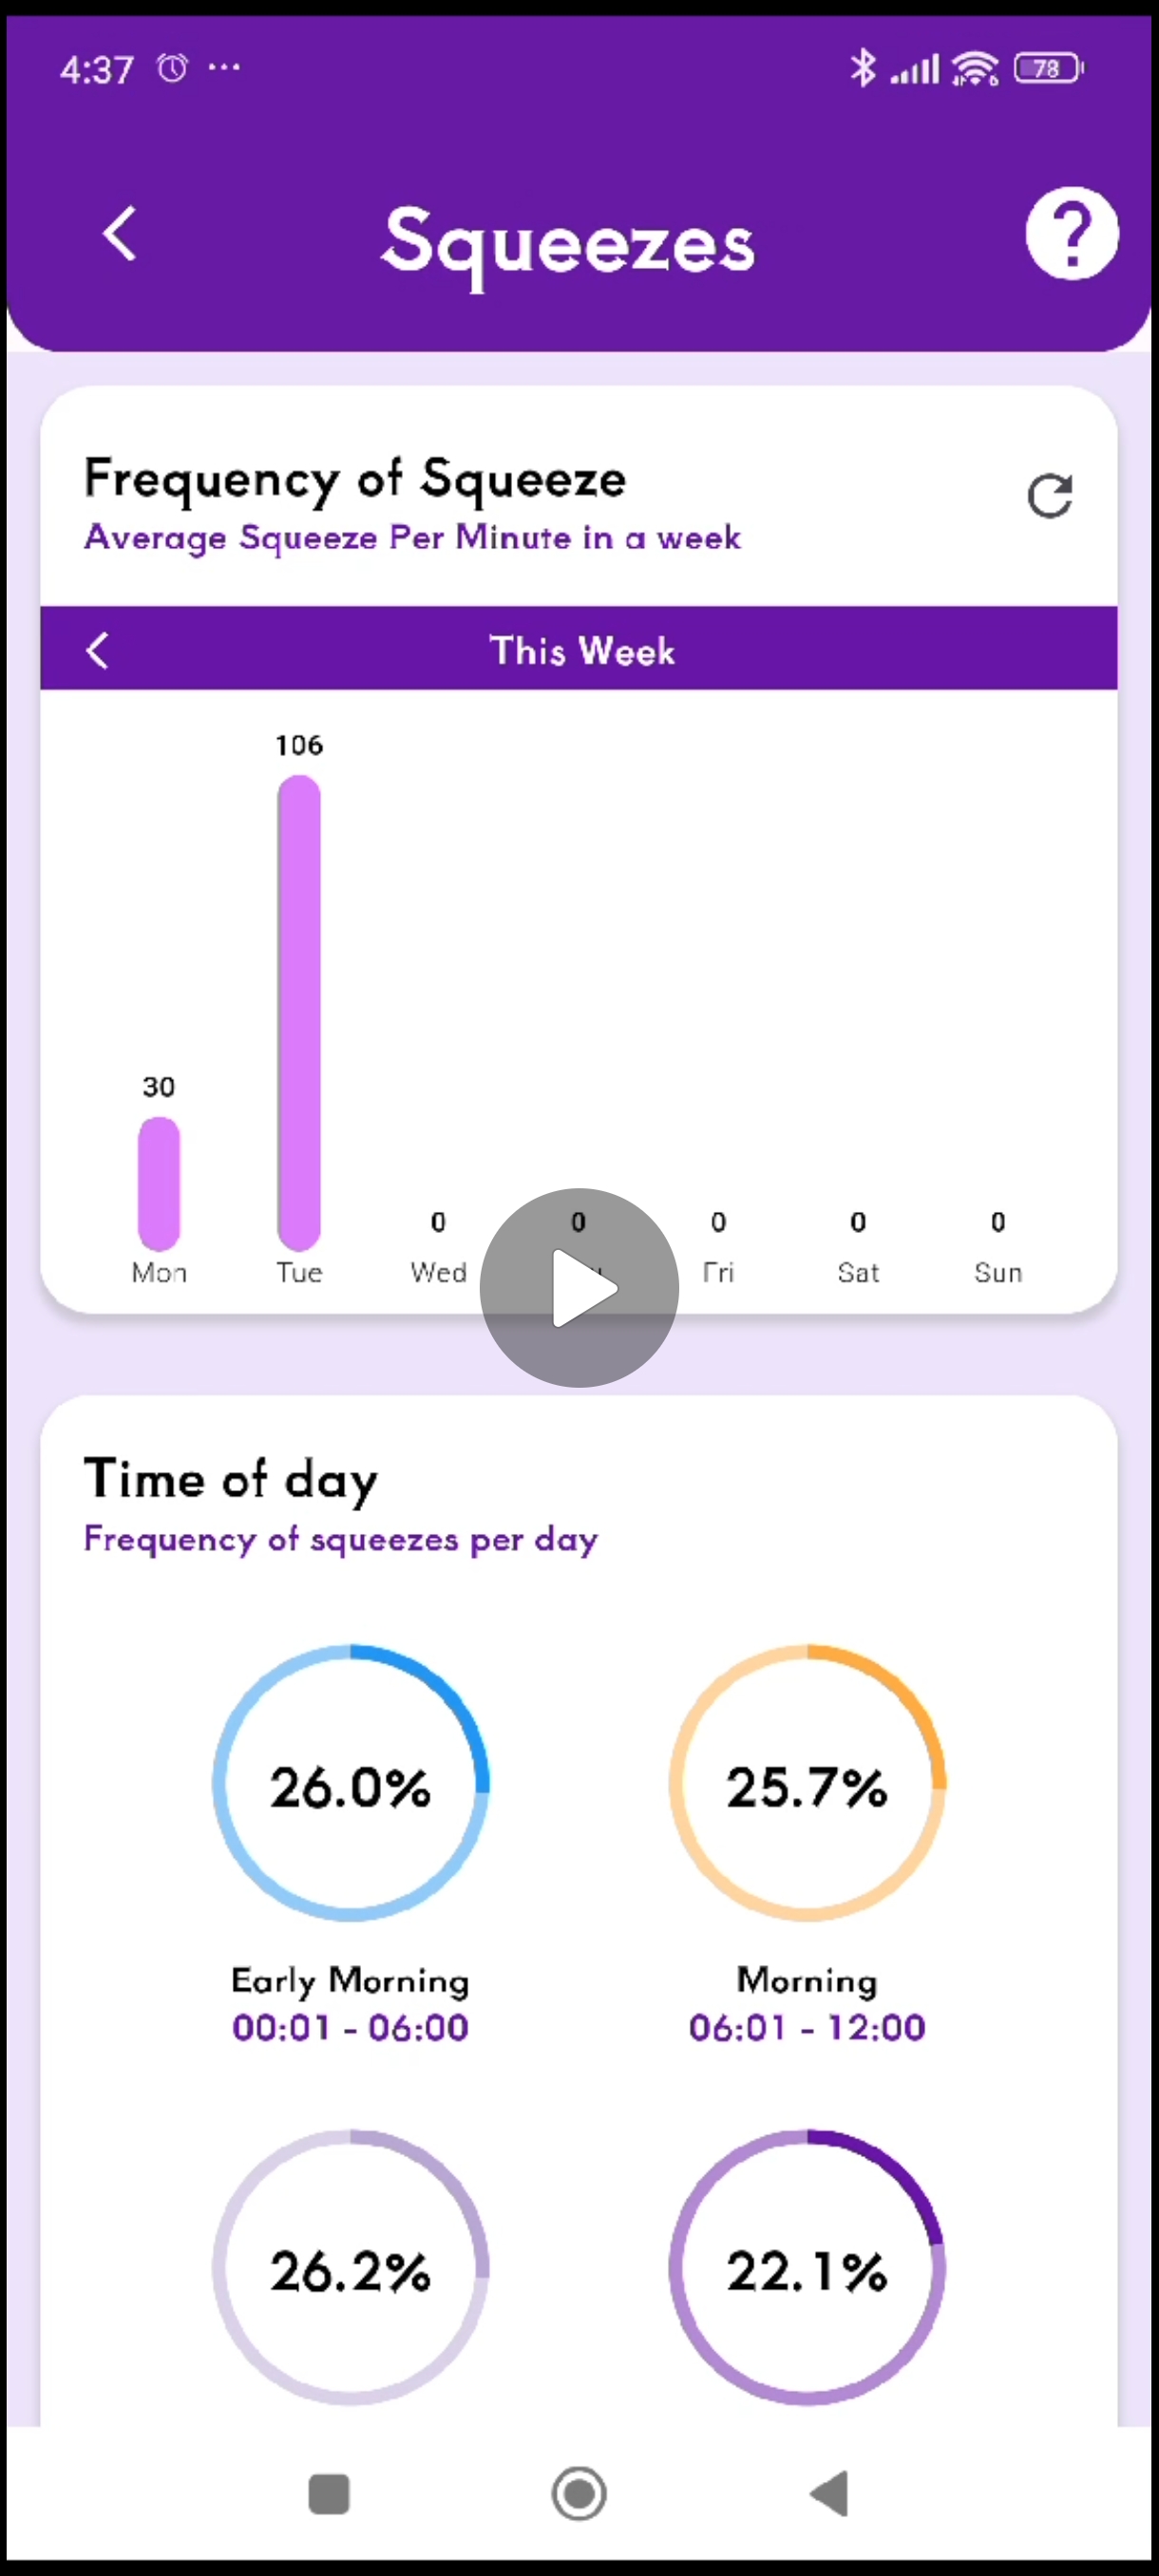 4:37
78
Squeezes
?
Frequency of Squeeze
Average Squeeze Per Minute in a week
This Week
106
30
0 0 0 0 0
Mon Tue Wed Fri Sat Sun
Time of day
Frequency of squeezes per day
26.0% 25.7%
Early Morning Morning
00:01 - 06:00 06:01 - 12:00
26.2% 22.1%